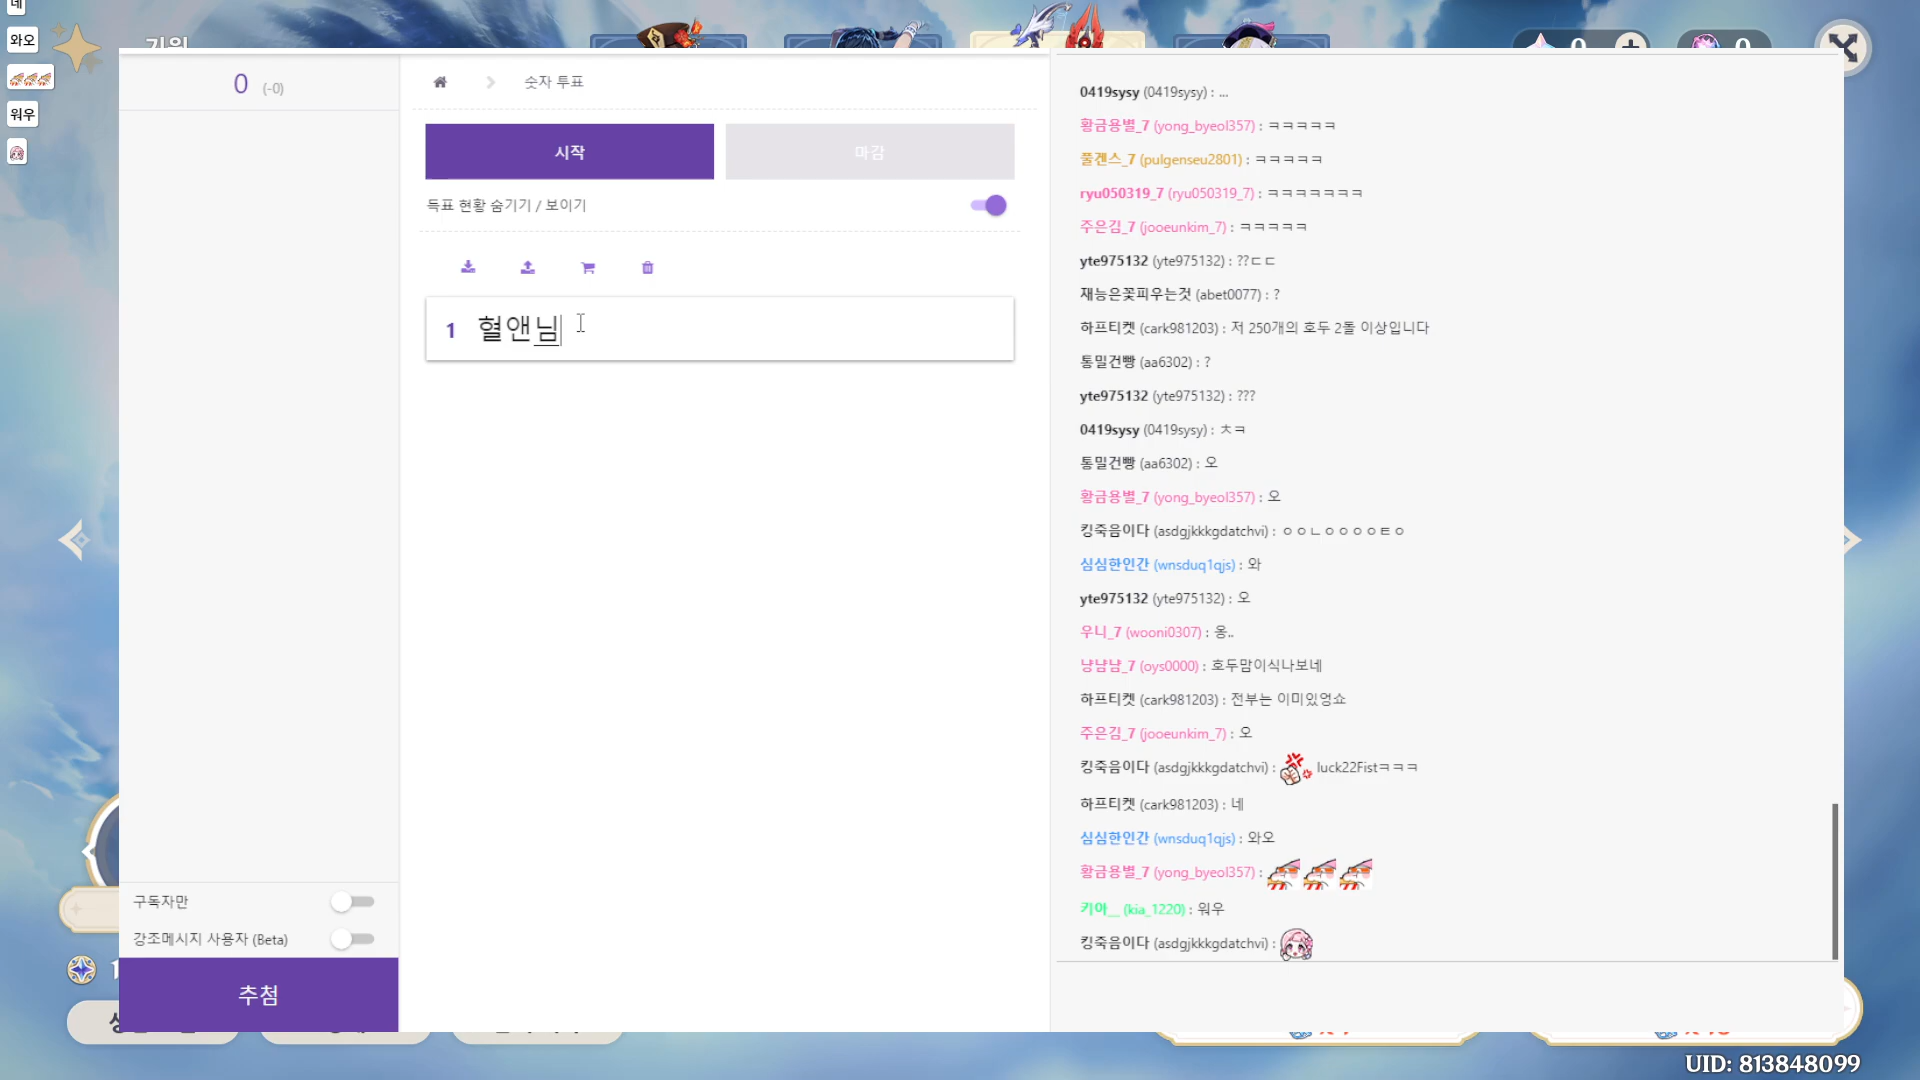 네
와오
워우
기원
0
0
0 (-0)
구독자만
강조메시지 사용자 (Beta)
추첨
숫자 투표
시작
마감
득표 현황 숨기기 / 보이기
1 혈앤님
0419sysy (0419sysy) : ...
황금용별_7 (yong_byeol357) : ㅋㅋㅋㅋㅋ
풀겐스_7 (pulgenseu2801) : ㅋㅋㅋㅋㅋ
ryu050319_7 (ryu050319_7) : ㅋㅋㅋㅋㅋㅋㅋ
주은김_7 (jooeunkim_7) : ㅋㅋㅋㅋㅋ
yte975132 (yte975132) : ??ㄷㄷ
재능은꽃피우는것 (abet0077) : ?
하프티켓 (cark981203) : 저 250개의 호두 2돌 이상입니다
통밀건빵 (aa6302) : ?
yte975132 (yte975132) : ???
0419sysy (0419sysy) : ㅊㅋ
통밀건빵 (aa6302) : 오
황금용별_7 (yong_byeol357) : 오
킹죽음이다 (asdgjkkkgdatchvi) : ㅇㅇㄴㅇㅇㅇㅇㅌㅇ
심심한인간 (wnsduq1qjs) : 와
yte975132 (yte975132) : 오
우니_7 (wooni0307) : 옹..
냥냠냠_7 (oys0000) : 호두맘이식나보네
하프티켓 (cark981203) : 전부는 이미있엉쇼
주은김_7 (jooeunkim_7) : 오
킹죽음이다 (asdgjkkkgdatchvi) : luck22Fistㅋㅋㅋ
하프티켓 (cark981203) : 네
심심한인간 (wnsduq1qjs) : 와오
황금용별_7 (yong_byeol357) :
키아__ (kia_1220) : 워우
킹죽음이다 (asdgjkkkgdatchvi) :
UID: 813848099